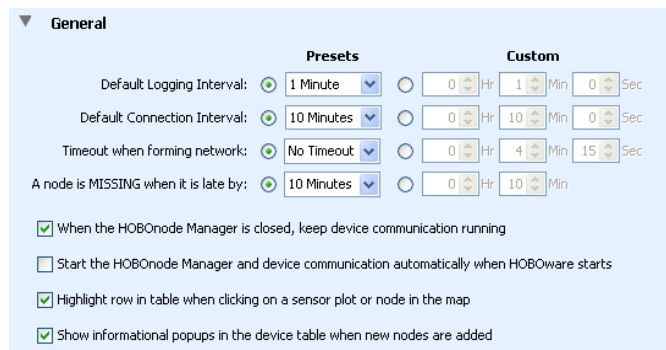 General
Presets Custom
Default Logging Interval: 1 Minute 0 Hr 1 Min 0 Sec
Default Connection Interval: 10 Minutes 0 Hr 10 Min 0 Sec
Timeout when forming network: No Timeout 0 Hr 4 Min 15 Sec
A node is MISSING when it is late by: 10 Minutes 0 Hr 10 Min
When the HOBOnode Manager is closed, keep device communication running
Start the HOBOnode Manager and device communication automatically when HOBOware starts
Highlight row in table when clicking on a sensor plot or node in the map
Show informational popups in the device table when new nodes are added